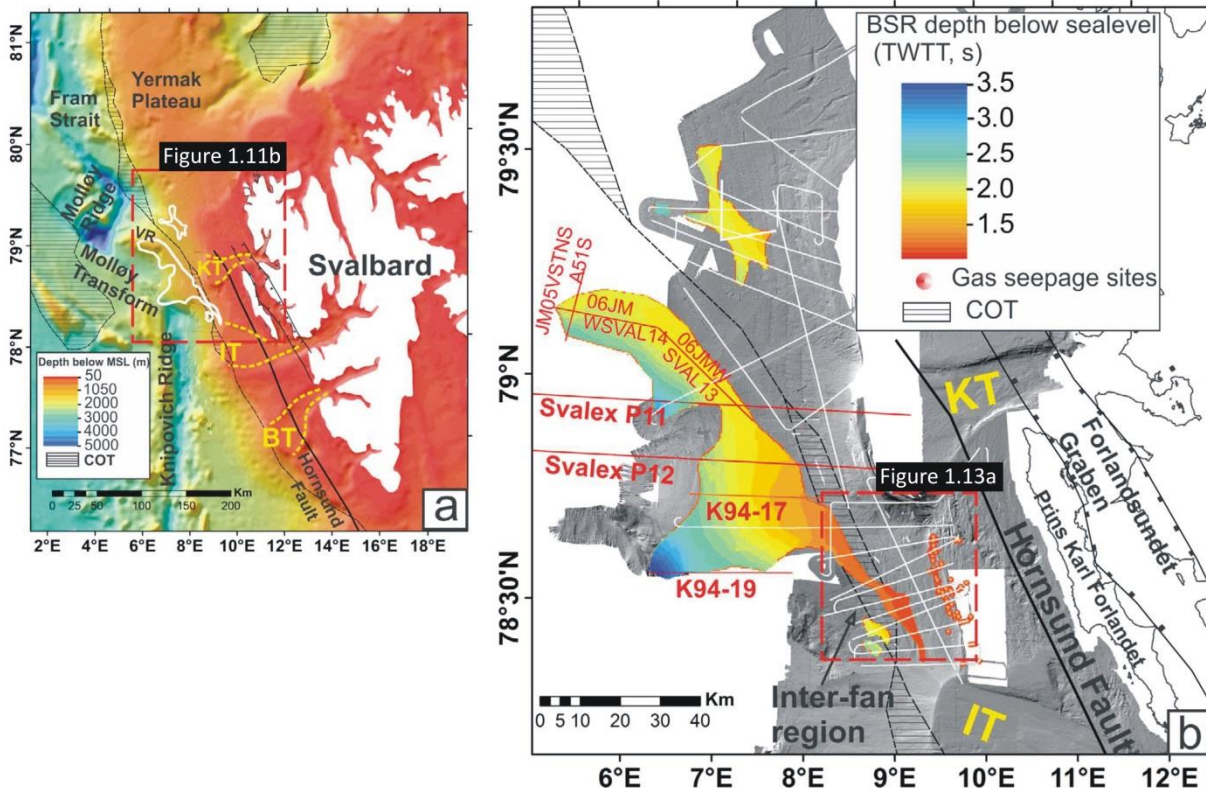 81°N
80°N
79°N
78°N
77°N
Fram
Strait
Yermak
Plateau
Figure 1.11b
Molløy
Ridge
VR
KT
Molløy
Transform
Svalbard
IT
BT
Knipovich Ridge
Hornsund
Fault
Depth below MSL (m)
50
1050
2000
3000
4000
5000
COT
Km
0 25 50 100 150 200
a
2°E 4°E 6°E 8°E 10°E 12°E 14°E 16°E 18°E
79°30'N
79°N
78°30'N
BSR depth below sealevel
(TWTT, s)
3.5
3.0
2.5
2.0
1.5
Gas seepage sites
COT
JM05VSTNS
A51S
06JM
WSVAL14
06JMW
SVAL13
Svalex P11
Svalex P12
K94-17
K94-19
Figure 1.13a
KT
Forlandsundet
Graben
Prins Karl Forlandet
Hornsund Fault
Inter-fan
region
IT
Km
0 5 10 20 30 40
b
6°E 7°E 8°E 9°E 10°E 11°E 12°E